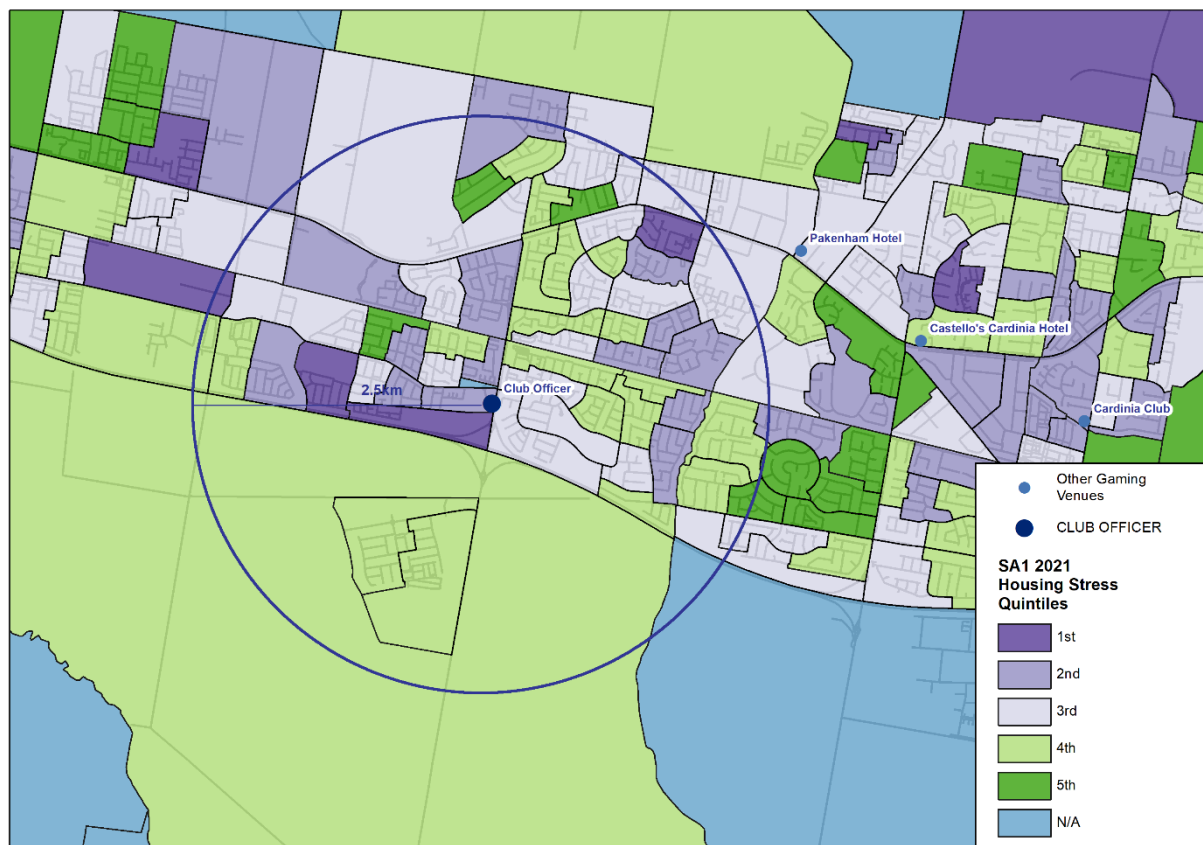 Pakenham Hotel
Castello's Cardinia Hotel
2.5km
Club Officer
Cardinia Club
Other Gaming
Venues
CLUB OFFICER
SA1 2021
Housing Stress
Quintiles
1st
2nd
3rd
4th
5th
N/A